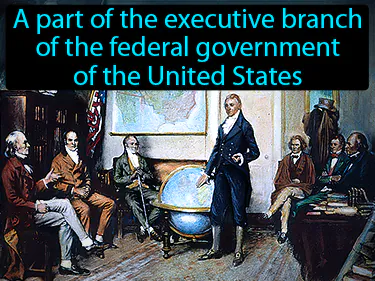 A part of the executive branch
of the federal government
of the United States